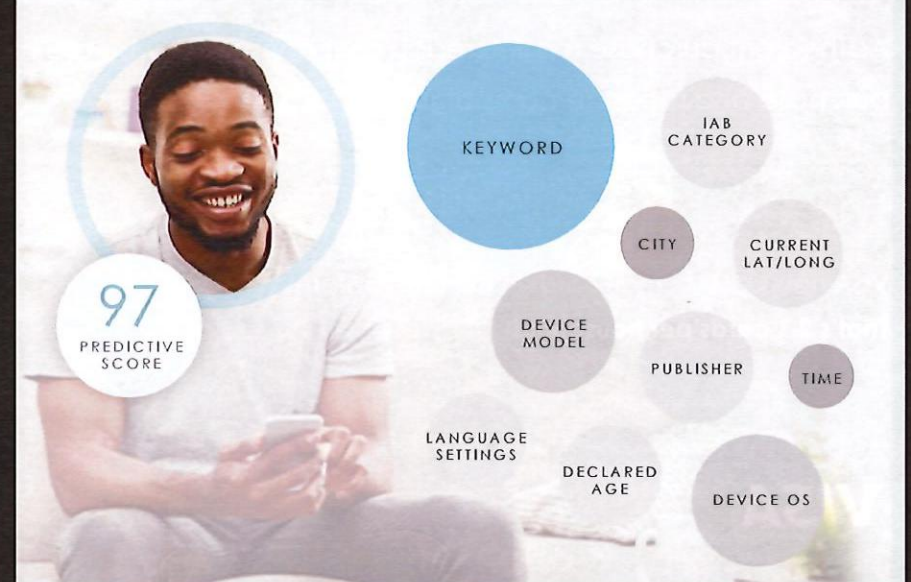 KEYWORD
IAB
CATEGORY
CITY
CURRENT
LAT/LONG
97
PREDICTIVE
SCORE
DEVICE
MODEL
PUBLISHER
TIME
LANGUAGE
SETTINGS
DECLARED
AGE
DEVICE OS